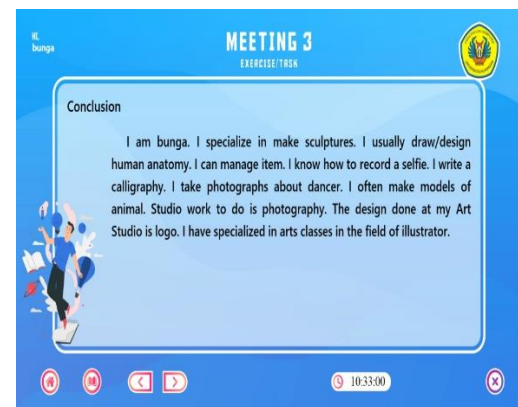 HI,
bunga
MEETING 3
EXERCISE/TASK
Conclusion
I am bunga. I specialize in make sculptures. I usually draw/design
human anatomy. I can manage item. I know how to record a selfie. I write a
calligraphy. I take photographs about dancer. I often make models of
animal. Studio work to do is photography. The design done at my Art
Studio is logo. I have specialized in arts classes in the field of illustrator.
10:33:00